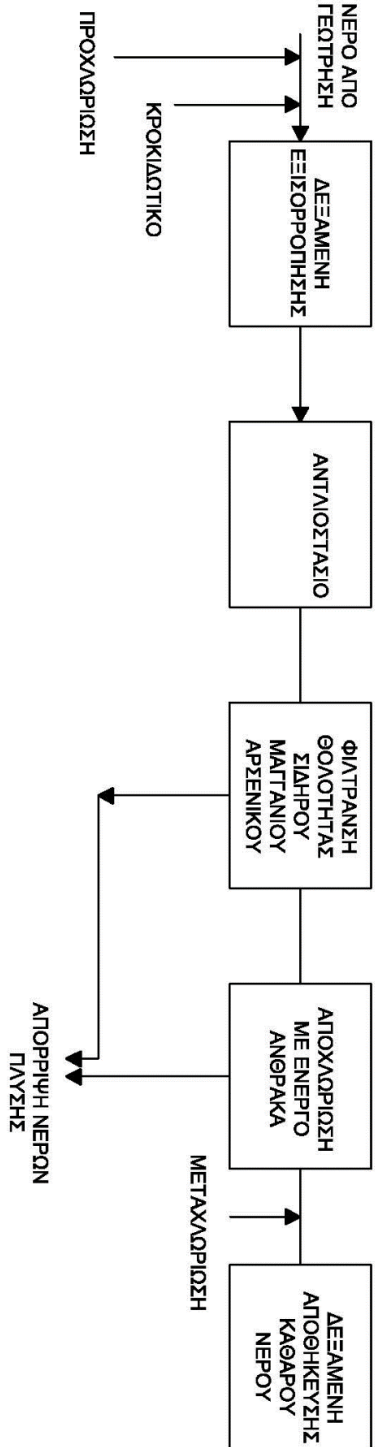 ΝΕΡΟ ΑΠΟ
ΓΕΩΤΡΗΣΗ
ΠΡΟΧΛΩΡΙΩΣΗ
ΚΡΟΚΙΔΩΤΙΚΟ
ΔΕΞΑΜΕΝΗ
ΕΞΙΣΟΡΡΟΠΗΣΗΣ
ΑΝΤΛΙΟΣΤΑΣΙΟ
ΦΙΛΤΡΑΝΣΗ
ΘΟΛΟΤΗΤΑΣ
ΣΙΔΗΡΟΥ
ΜΑΓΓΑΝΙΟΥ
ΑΡΣΕΝΙΚΟΥ
ΑΠΟΧΛΩΡΙΩΣΗ
ΜΕ ΕΝΕΡΓΟ
ΑΝΘΡΑΚΑ
ΑΠΟΡΡΙΨΗ ΝΕΡΩΝ
ΠΛΥΣΗΣ
ΜΕΤΑΧΛΩΡΙΩΣΗ
ΔΕΞΑΜΕΝΗ
ΑΠΟΘΗΚΕΥΣΗΣ
ΚΑΘΑΡΟΥ
ΝΕΡΟΥ